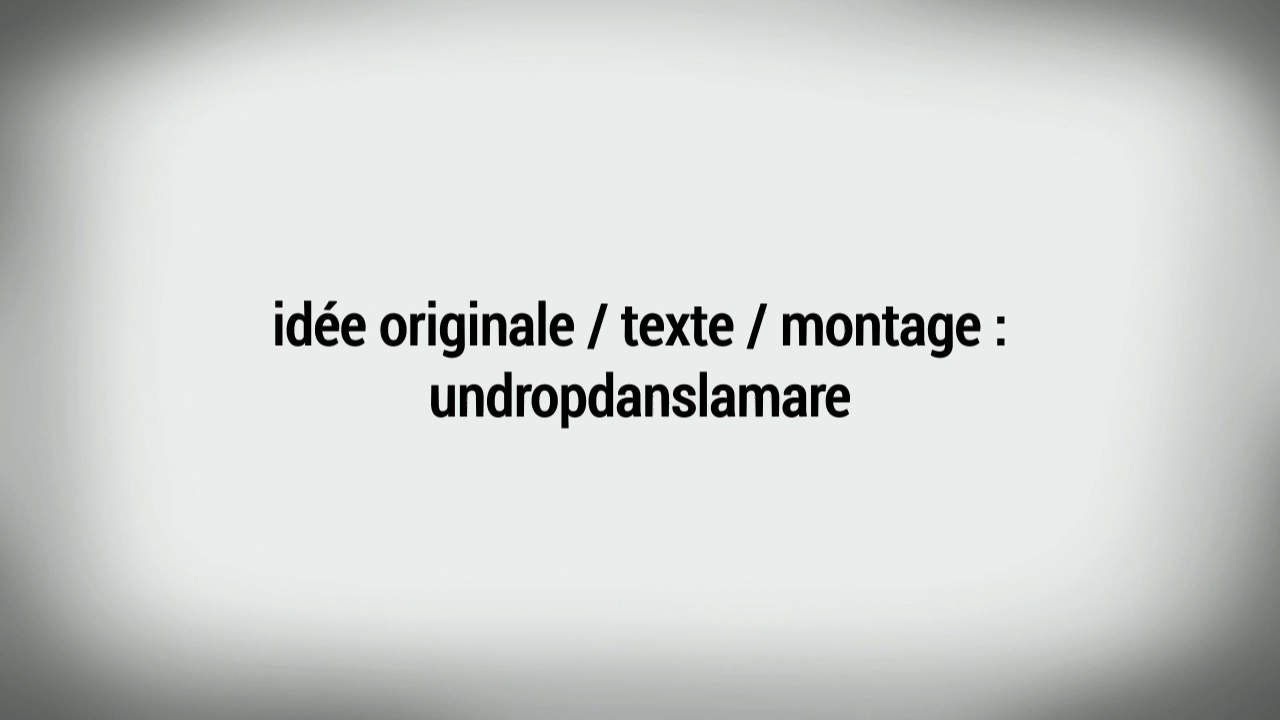 idée originale / texte / montage :
undropdanslamare